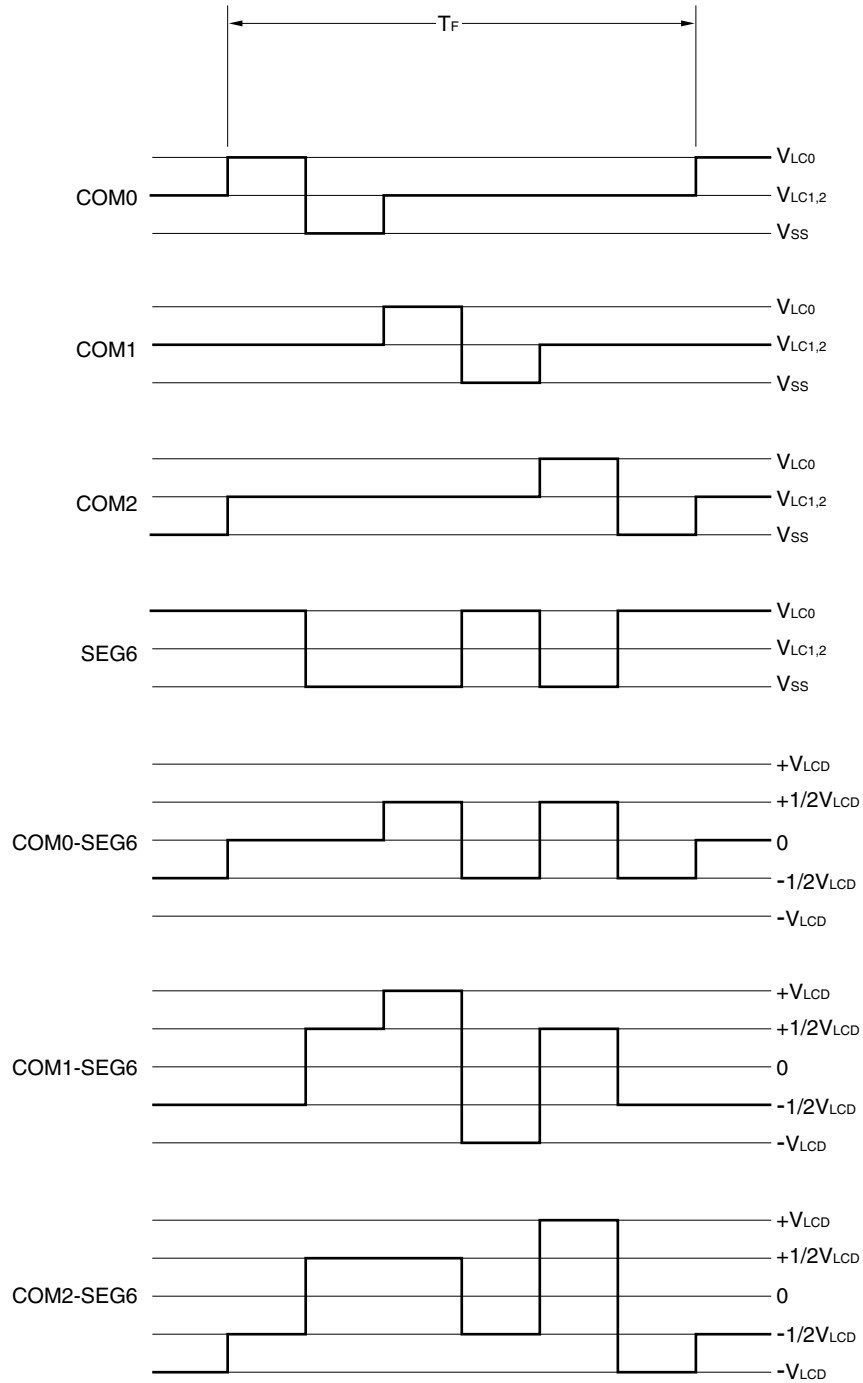 TF
COM0
VLC0
VLC1,2
VSS
COM1
VLC0
VLC1,2
VSS
COM2
VLC0
VLC1,2
VSS
SEG6
VLC0
VLC1,2
VSS
COM0-SEG6
+VLCD
+1/2VLCD
0
-1/2VLCD
-VLCD
COM1-SEG6
+VLCD
+1/2VLCD
0
-1/2VLCD
-VLCD
COM2-SEG6
+VLCD
+1/2VLCD
0
-1/2VLCD
-VLCD